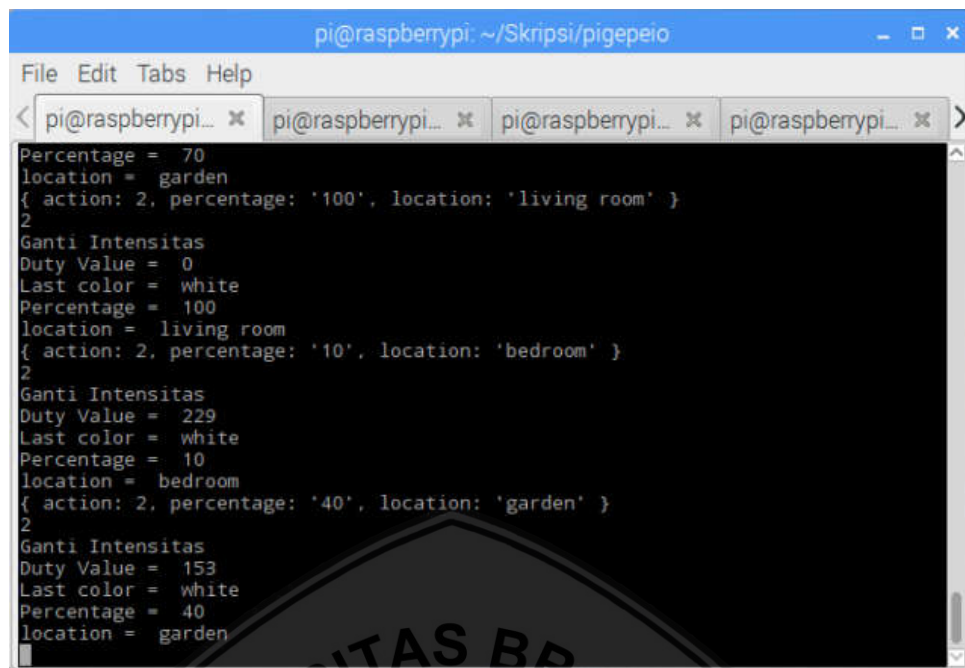 pi@raspberrypi: ~/Skripsi/pigepeio
File Edit Tabs Help
pi@raspberrypi... pi@raspberrypi... pi@raspberrypi... pi@raspberrypi...
Percentage =  70
location =  garden
{ action: 2, percentage: '100', location: 'living room' }
2
Ganti Intensitas
Duty Value =  0
Last color =  white
Percentage =  100
location =  living room
{ action: 2, percentage: '10', location: 'bedroom' }
2
Ganti Intensitas
Duty Value =  229
Last color =  white
Percentage =  10
location =  bedroom
{ action: 2, percentage: '40', location: 'garden' }
2
Ganti Intensitas
Duty Value =  153
Last color =  white
Percentage =  40
location =  garden